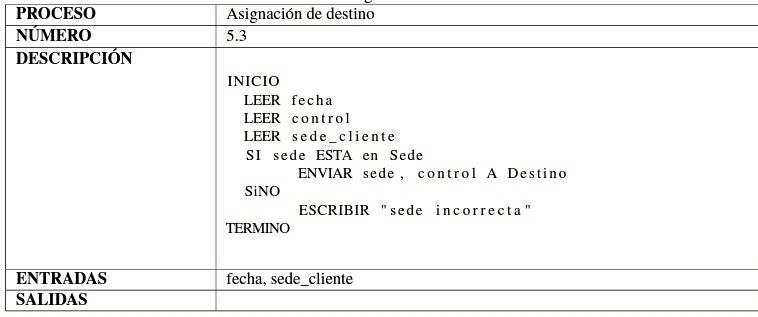 PROCESO Asignación de destino
NÚMERO 5.3
DESCRIPCIÓN
INICIO
LEER fecha
LEER control
LEER sede_cliente
SI sede ESTA en Sede
ENVIAR sede, control A Destino
SiNO
ESCRIBIR "sede incorrecta"
TERMINO
ENTRADAS fecha, sede_cliente
SALIDAS